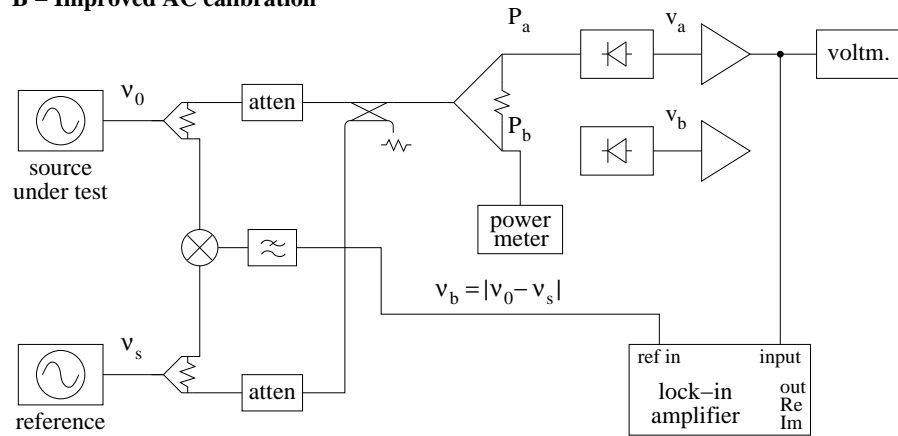 B − Improved AC calibration
P_a
v_a
voltm.
ν_0
atten
source
under test
P_b
v_b
power
meter
ν_b = |ν_0 − ν_s|
ν_s
ref in
input
atten
lock−in
amplifier
out
Re
Im
reference